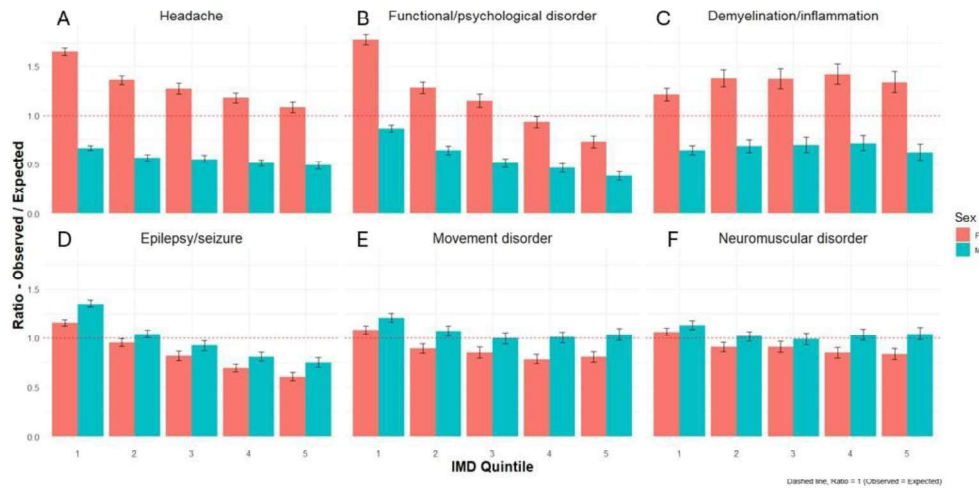 A Headache
B Functional/psychological disorder
C Demyelination/inflammation
1.5
1.0
0.5
0.0
Ratio - Observed / Expected
Sex
F
M
D Epilepsy/seizure
E Movement disorder
F Neuromuscular disorder
1.5
1.0
0.5
0.0
1 2 3 4 5 1 2 3 4 5 1 2 3 4 5
IMD Quintile
Dashed line, Ratio = 1 (Observed = Expected)